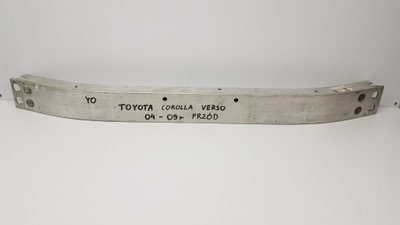 YO
TOYOTA COROLLA VERSO
04-09r PRZÓD